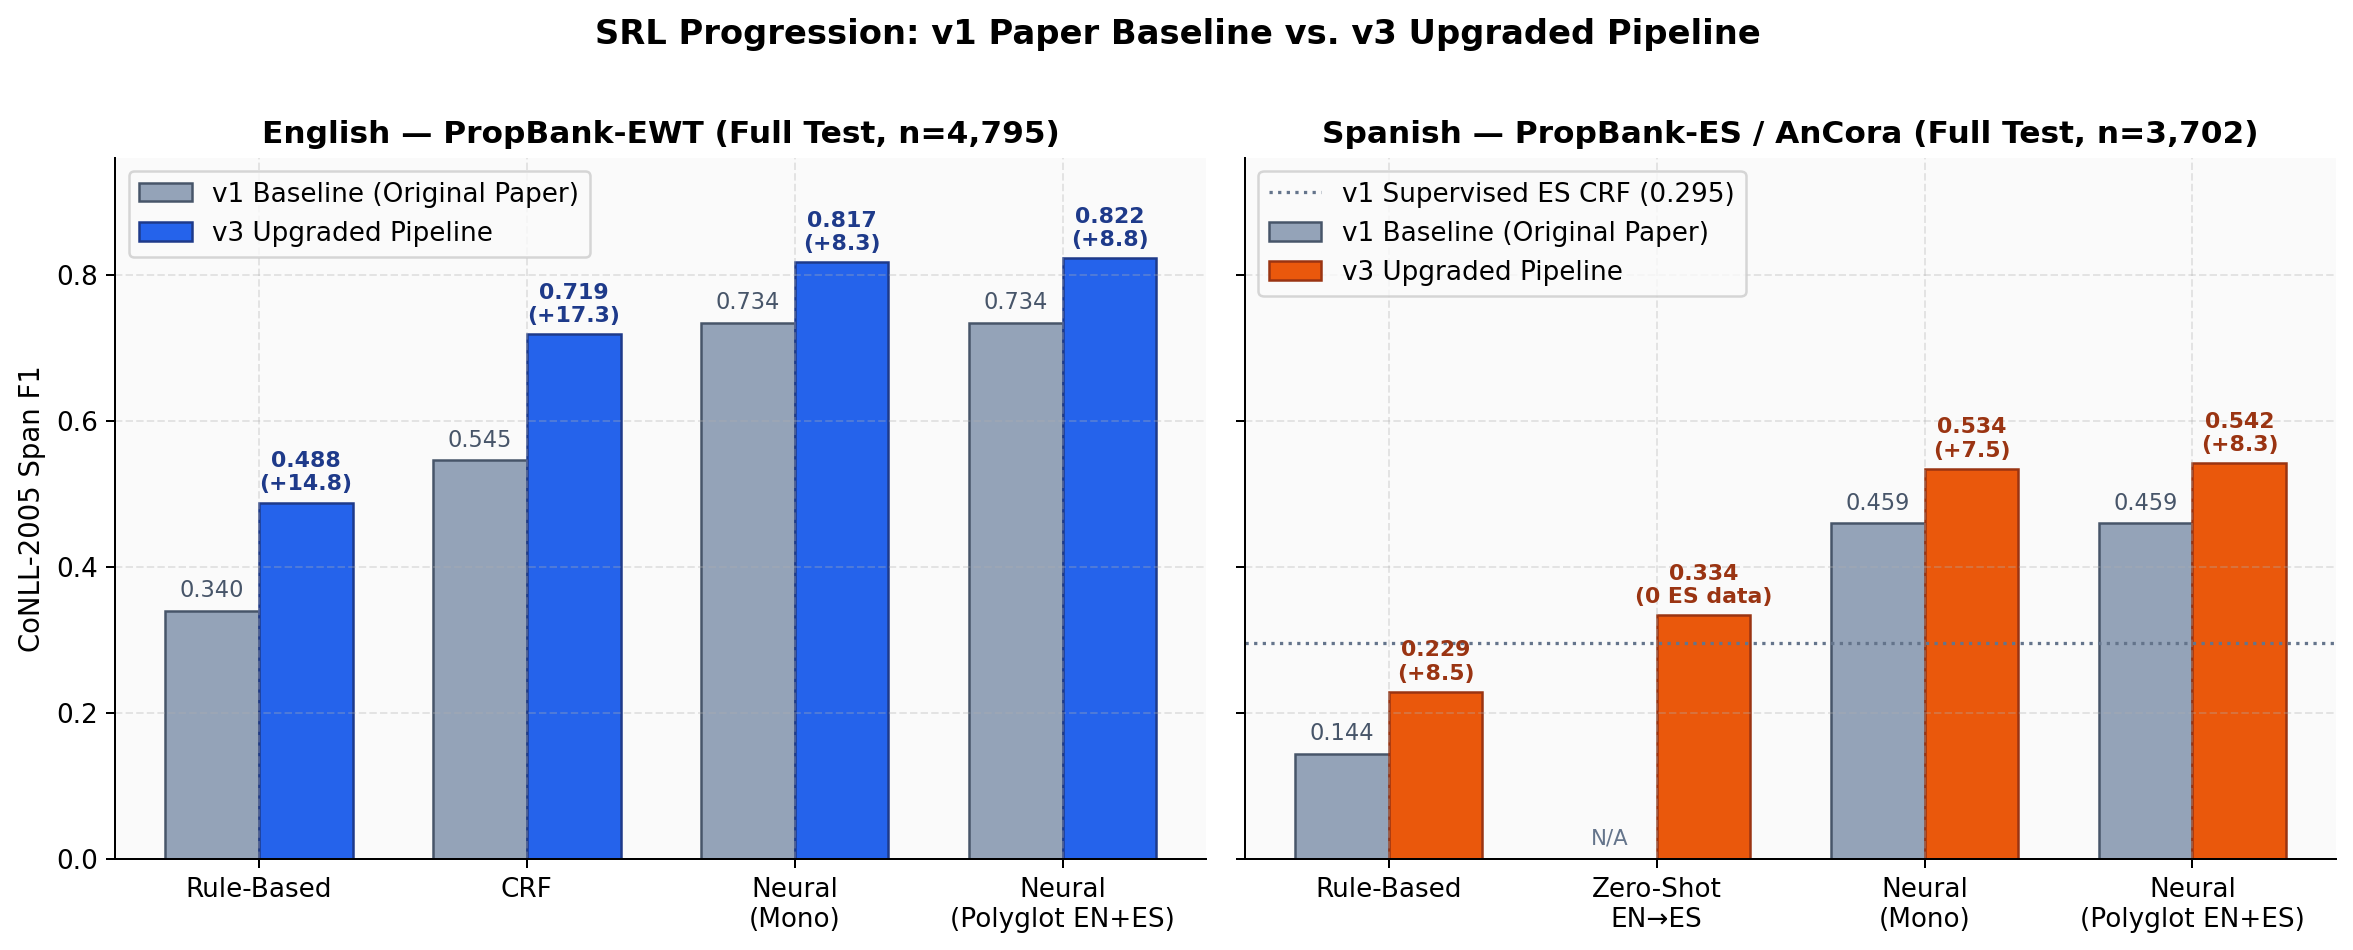 SRL Progression: v1 Paper Baseline vs. v3 Upgraded Pipeline
English — PropBank-EWT (Full Test, n=4,795)
v1 Baseline (Original Paper)
v3 Upgraded Pipeline
CoNLL-2005 Span F1
0.8
0.6
0.4
0.2
0.0
0.340
0.488
(+14.8)
0.545
0.719
(+17.3)
0.734
0.817
(+8.3)
0.734
0.822
(+8.8)
Rule-Based
CRF
Neural
(Mono)
Neural
(Polyglot EN+ES)
Spanish — PropBank-ES / AnCora (Full Test, n=3,702)
v1 Supervised ES CRF (0.295)
v1 Baseline (Original Paper)
v3 Upgraded Pipeline
0.144
0.229
(+8.5)
N/A
0.334
(0 ES data)
0.459
0.534
(+7.5)
0.459
0.542
(+8.3)
Rule-Based
Zero-Shot
EN→ES
Neural
(Mono)
Neural
(Polyglot EN+ES)